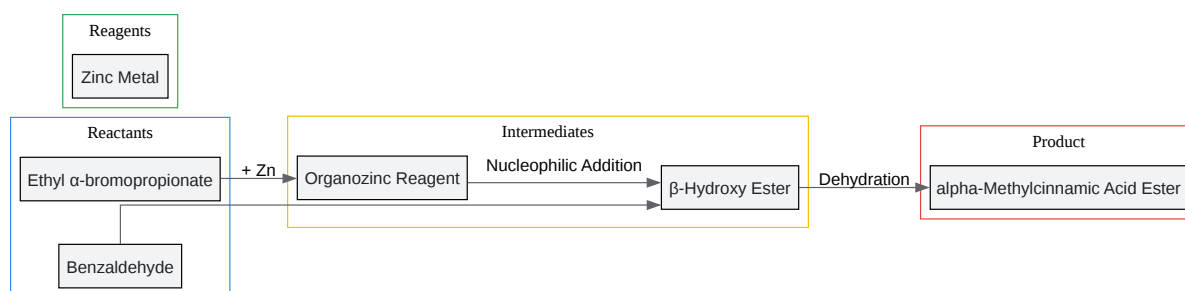 Reagents
Zinc Metal
Reactants
Ethyl α-bromopropionate
Benzaldehyde
+ Zn
Intermediates
Organozinc Reagent
Nucleophilic Addition
β-Hydroxy Ester
Dehydration
Product
alpha-Methylcinnamic Acid Ester